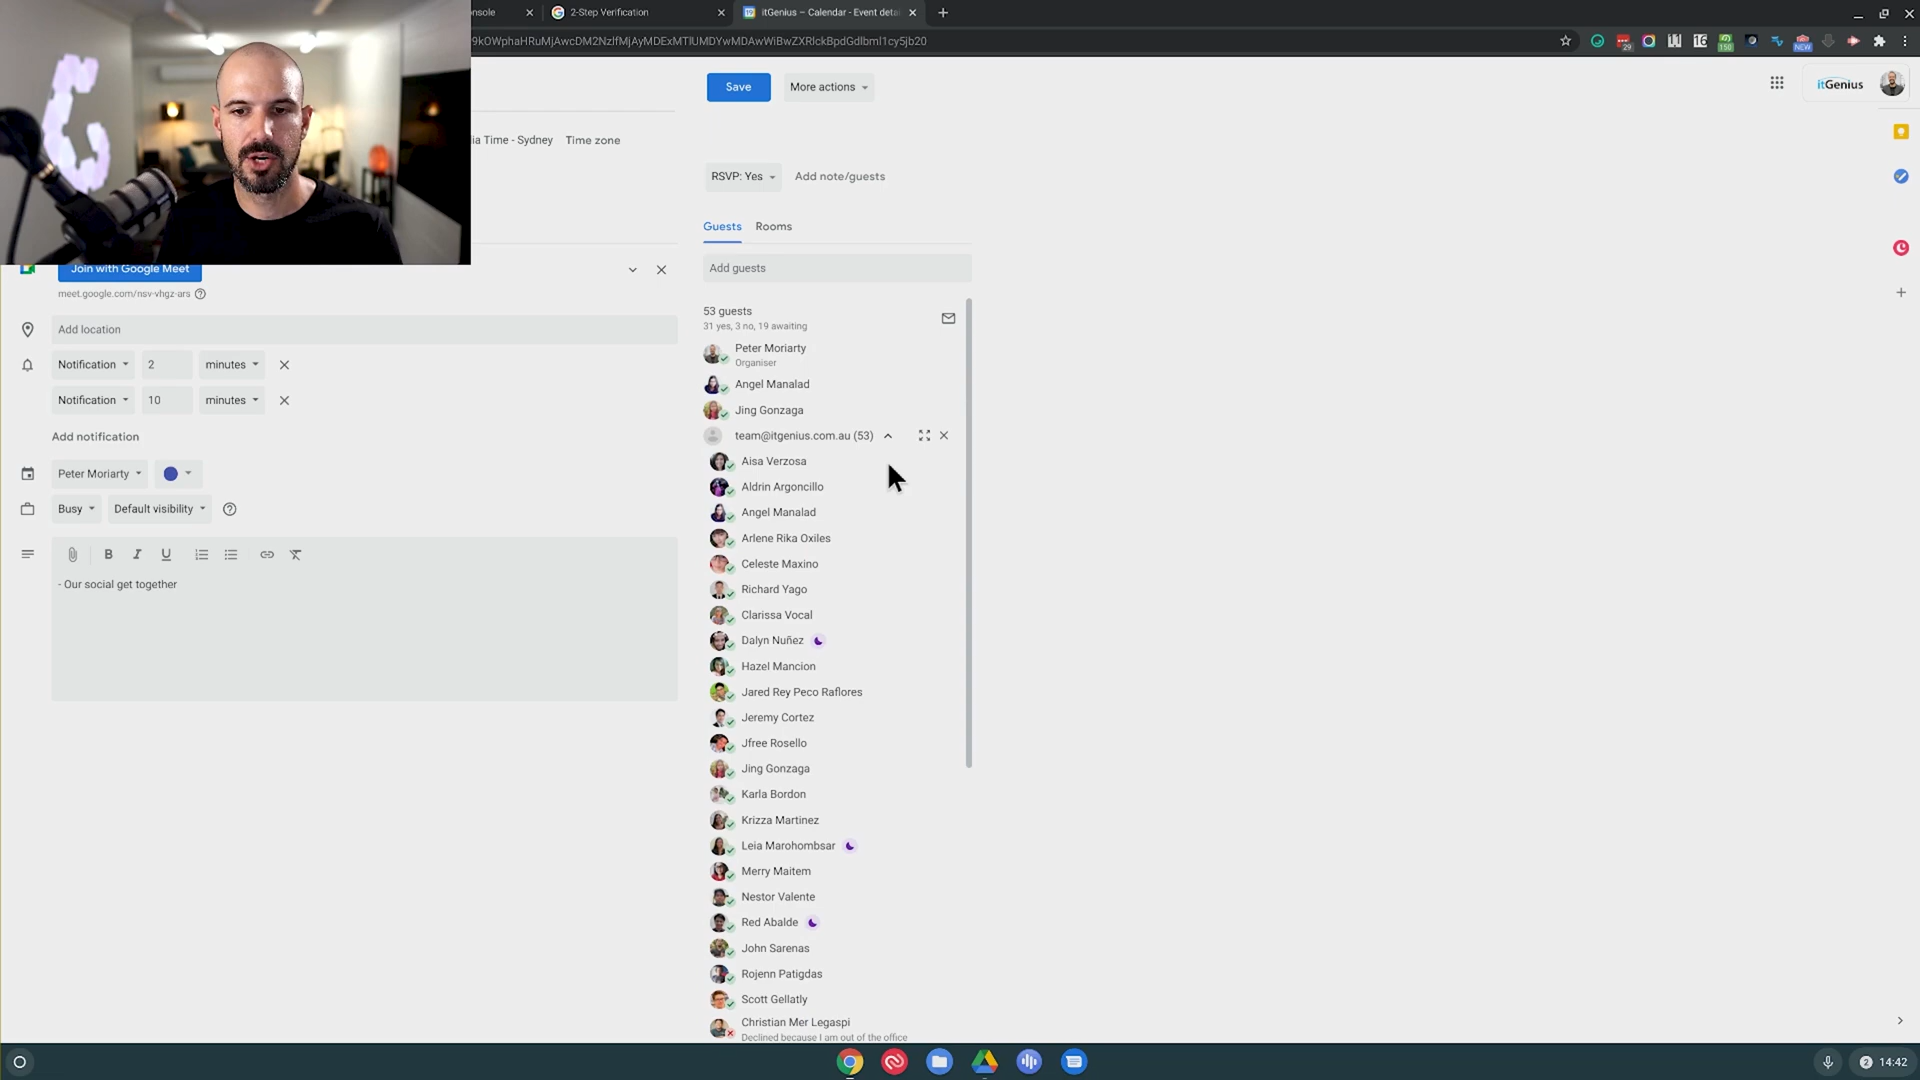 onsole
2-Step Verification
itGenius – Calendar - Event deta
9kOWphaHRuMjAwcDM2NzlfMjAyMDExMTlUMDYwMDAwWiBwZXRlckBpdGdlbml1cy5jb20
29
16
150
NEW
Save
More actions
itGenius
ia Time - Sydney
Time zone
RSVP: Yes
Add note/guests
Guests
Rooms
Join with Google Meet
meet.google.com/nsv-vhgz-ars
Add guests
53 guests
31 yes, 3 no, 19 awaiting
Add location
Notification
2
minutes
Notification
10
minutes
Add notification
Peter Moriarty
Busy
Default visibility
B
I
U
- Our social get together
Peter Moriarty
Organiser
Angel Manalad
Jing Gonzaga
team@itgenius.com.au (53)
Aisa Verzosa
Aldrin Argoncillo
Angel Manalad
Arlene Rika Oxiles
Celeste Maxino
Richard Yago
Clarissa Vocal
Dalyn Nuñez
Hazel Mancion
Jared Rey Peco Raflores
Jeremy Cortez
Jfree Rosello
Jing Gonzaga
Karla Bordon
Krizza Martinez
Leia Marohombsar
Merry Maitem
Nestor Valente
Red Abalde
John Sarenas
Rojenn Patigdas
Scott Gellatly
Christian Mer Legaspi
Declined because I am out of the office
2
14:42